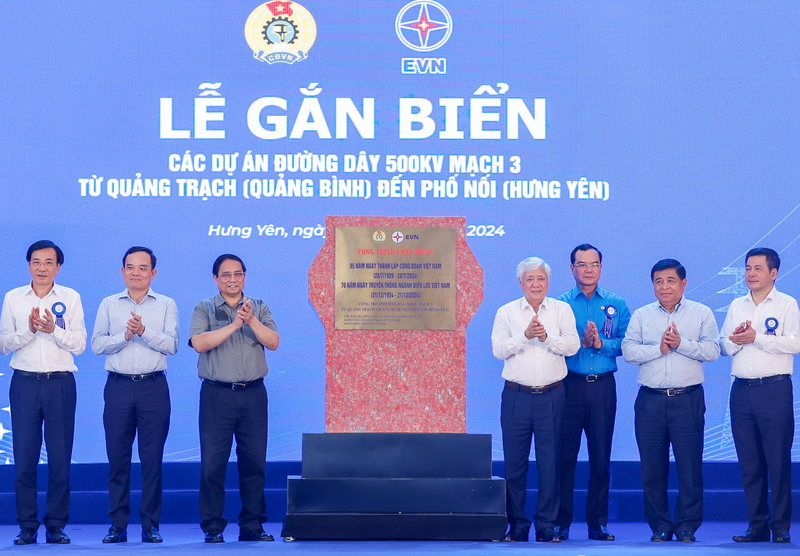 CĐVN
EVN
LỄ GẮN BIỂN
CÁC DỰ ÁN ĐƯỜNG DÂY 500KV MẠCH 3
TỪ QUẢNG TRẠCH (QUẢNG BÌNH) ĐẾN PHỐ NỐI (HƯNG YÊN)
Hưng Yên, ngày 2024
EVN
CÔNG TRÌNH
95 NĂM NGÀY THÀNH LẬP CÔNG ĐOÀN VIỆT NAM
(28/7/1929 - 28/7/2024)
70 NĂM NGÀY TRUYỀN THỐNG NGÀNH ĐIỆN LỰC VIỆT NAM
(21/12/1954 - 21/12/2024)